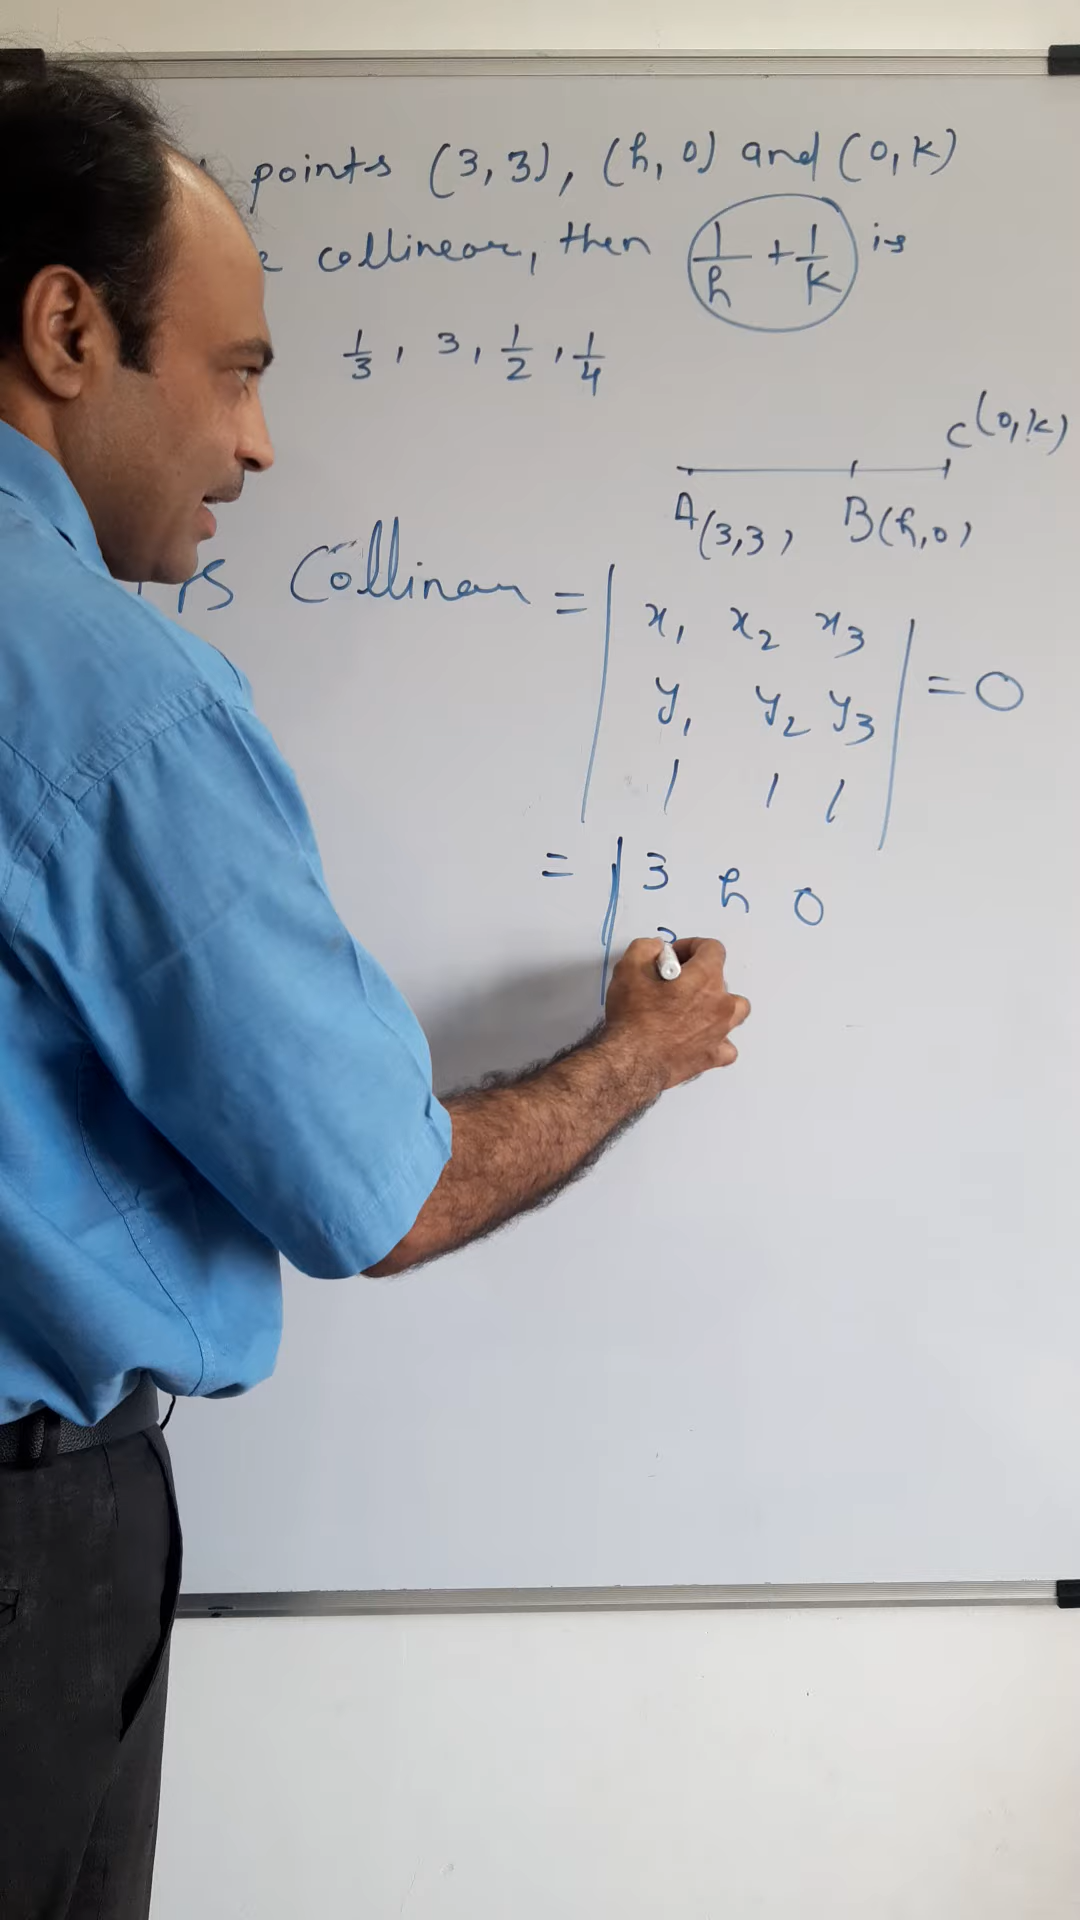 points (3,3), (h,0) and (0,k)
collinear, then 1/h + 1/k is
1/3, 3, 1/2, 1/4
C(0,k)
A(3,3) B(h,0)
Collinear = | x₁ x₂ x₃
y₁ y₂ y₃ | = 0
1 1 1
= | 3 h 0